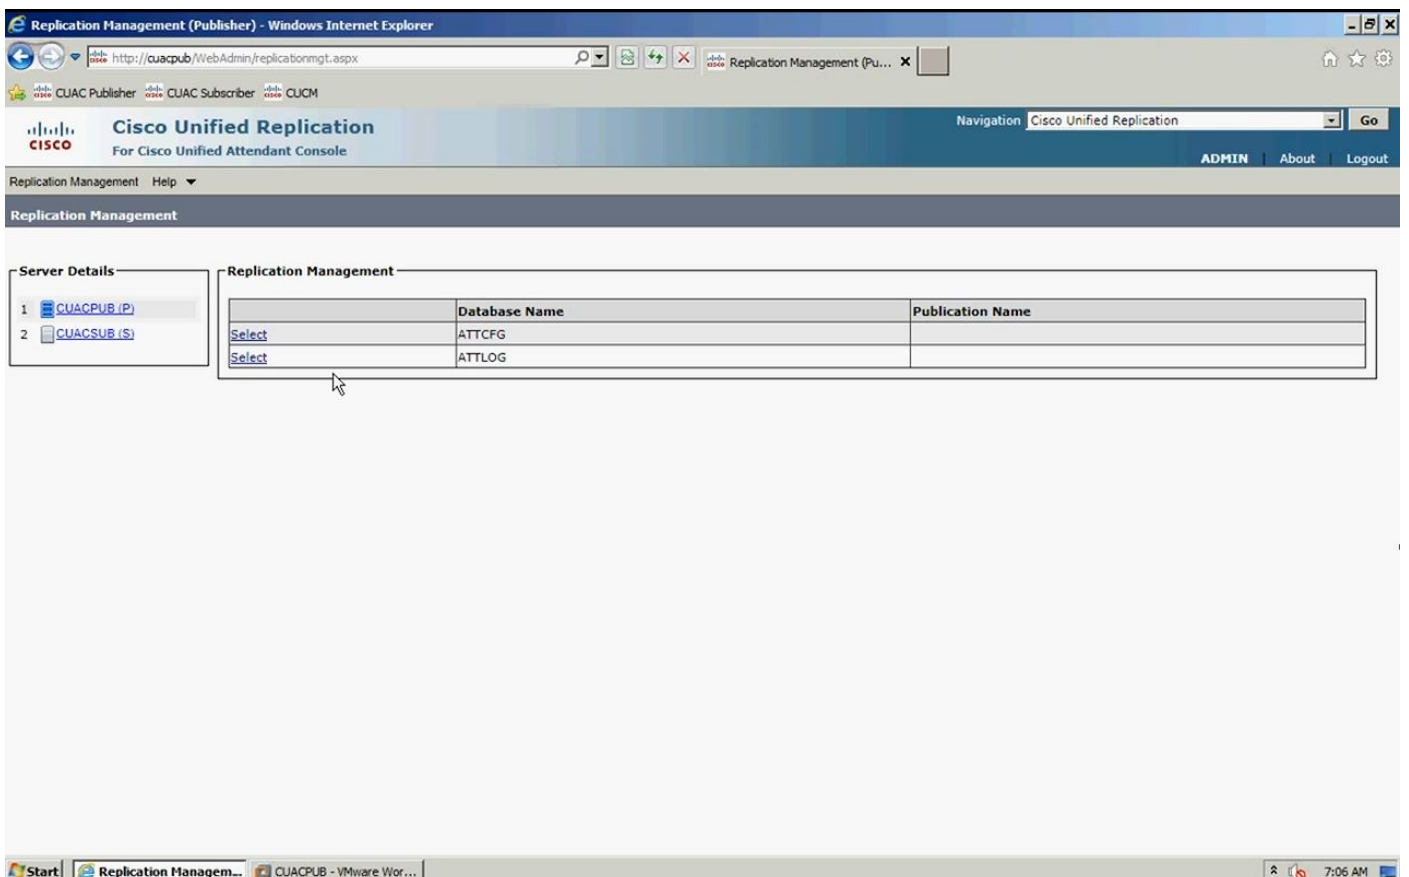 Replication Management (Publisher) - Windows Internet Explorer
http://cuacpub/WebAdmin/replicationmgt.aspx
Replication Management (Pu...
CUAC Publisher CUAC Subscriber CUCM
CISCO
Cisco Unified Replication
For Cisco Unified Attendant Console
Navigation Cisco Unified Replication Go
ADMIN About Logout
Replication Management Help
Replication Management
Server Details
1 CUACPUB (P)
2 CUACSUB (S)
Replication Management
Database Name Publication Name
Select ATTCFG
Select ATTLOG
Start Replication Managem... CUACPUB - VMware Wor... 7:06 AM